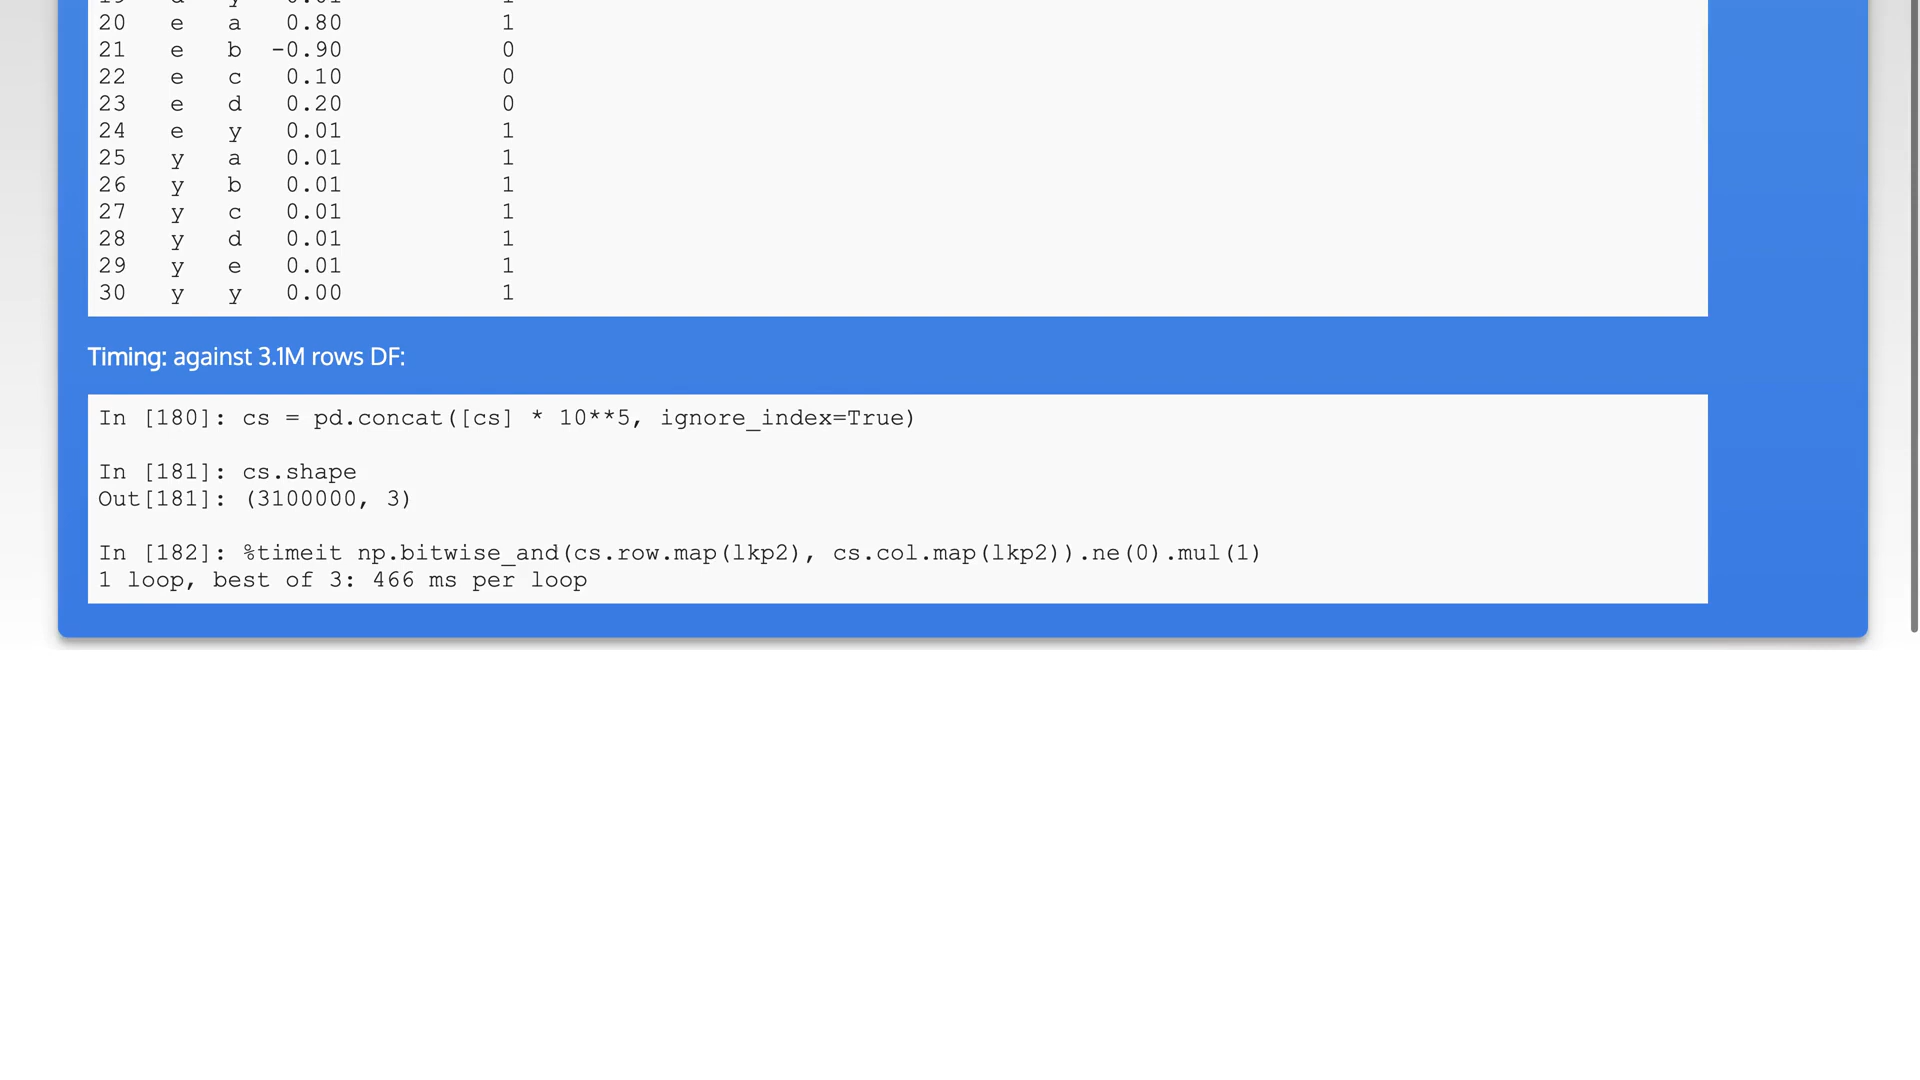 20 e a 0.80 1
21 e b -0.90 0
22 e c 0.10 0
23 e d 0.20 0
24 e y 0.01 1
25 y a 0.01 1
26 y b 0.01 1
27 y c 0.01 1
28 y d 0.01 1
29 y e 0.01 1
30 y y 0.00 1
Timing: against 3.1M rows DF:
In [180]: cs = pd.concat([cs] * 10**5, ignore_index=True)
In [181]: cs.shape
Out[181]: (3100000, 3)
In [182]: %timeit np.bitwise_and(cs.row.map(lkp2), cs.col.map(lkp2)).ne(0).mul(1)
1 loop, best of 3: 466 ms per loop